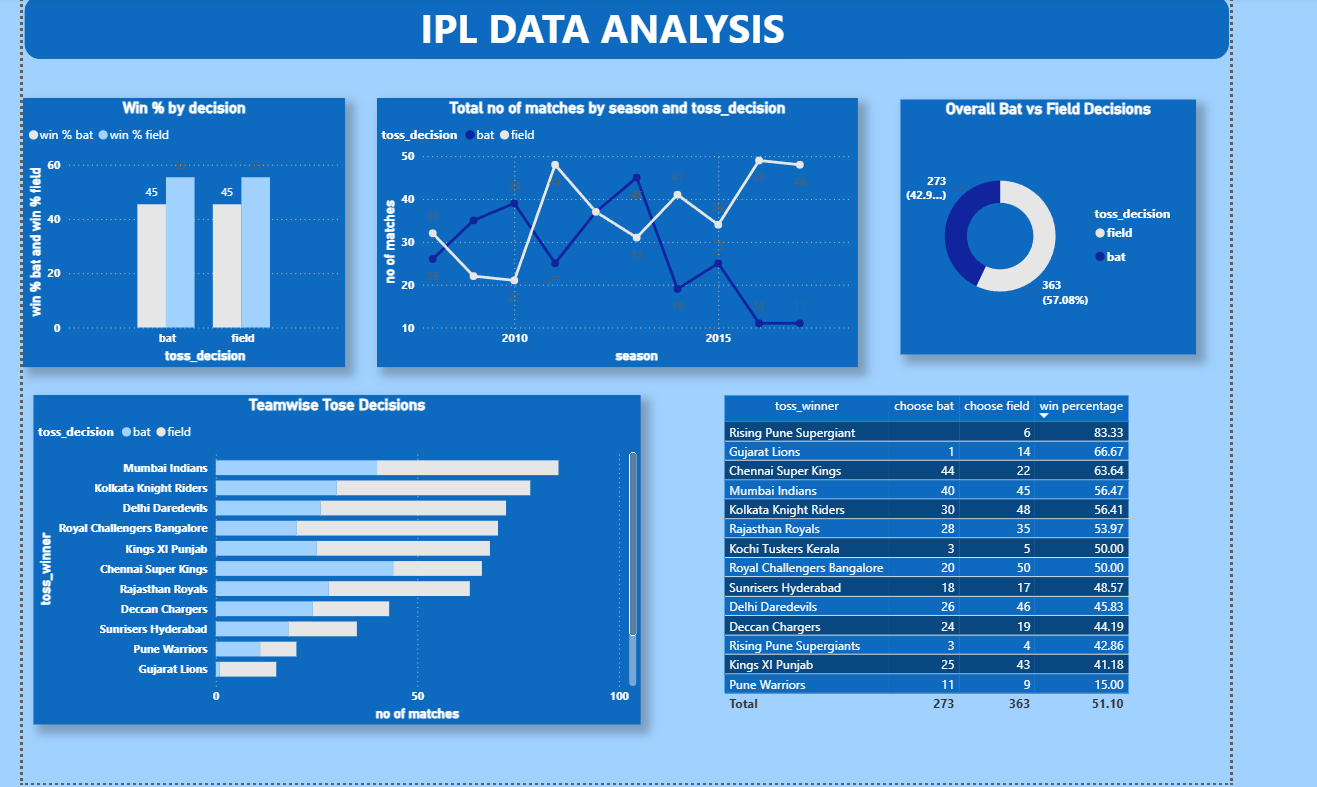 IPL DATA ANALYSIS
Win % by decision
win % bat win % field
win % bat and win % field
60
40
20
0
45
45
bat field
toss_decision
Total no of matches by season and toss_decision
toss_decision bat field
no of matches
50
40
30
20
10
2010 2015
season
Overall Bat vs Field Decisions
273
(42.9...)
363
(57.08%)
toss_decision
field
bat
Teamwise Tose Decisions
toss_decision bat field
toss_winner
Mumbai Indians
Kolkata Knight Riders
Delhi Daredevils
Royal Challengers Bangalore
Kings XI Punjab
Chennai Super Kings
Rajasthan Royals
Deccan Chargers
Sunrisers Hyderabad
Pune Warriors
Gujarat Lions
0 50 100
no of matches
toss_winner choose bat choose field win percentage
Rising Pune Supergiant 6 83.33
Gujarat Lions 1 14 66.67
Chennai Super Kings 44 22 63.64
Mumbai Indians 40 45 56.47
Kolkata Knight Riders 30 48 56.41
Rajasthan Royals 28 35 53.97
Kochi Tuskers Kerala 3 5 50.00
Royal Challengers Bangalore 20 50 50.00
Sunrisers Hyderabad 18 17 48.57
Delhi Daredevils 26 46 45.83
Deccan Chargers 24 19 44.19
Rising Pune Supergiants 3 4 42.86
Kings XI Punjab 25 43 41.18
Pune Warriors 11 9 15.00
Total 273 363 51.10